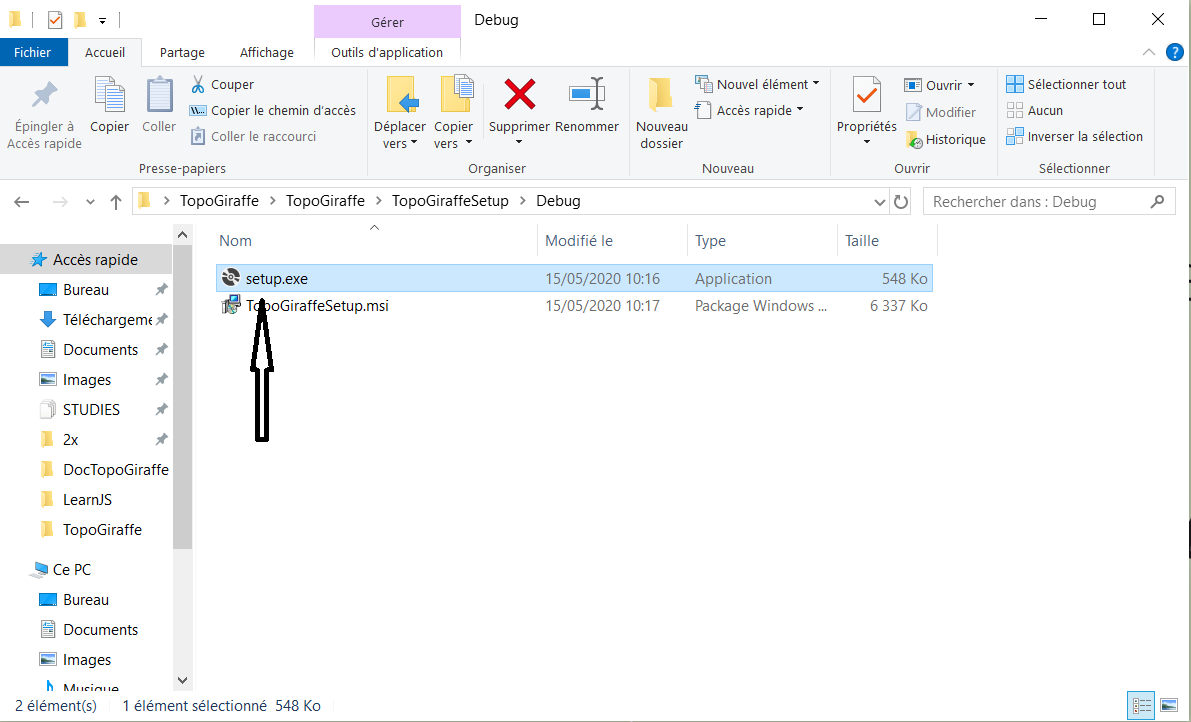 Gérer
Debug
Fichier
Accueil
Partage
Affichage
Outils d'application
Épingler à
Accès rapide
Copier
Coller
Couper
Copier le chemin d'accès
Coller le raccourci
Presse-papiers
Déplacer
vers
Copier
vers
Supprimer
Renommer
Organiser
Nouveau
dossier
Nouvel élément
Accès rapide
Nouveau
Propriétés
Ouvrir
Modifier
Historique
Ouvrir
Sélectionner tout
Aucun
Inverser la sélection
Sélectionner
TopoGiraffe > TopoGiraffe > TopoGiraffeSetup > Debug
Rechercher dans : Debug
Nom Modifié le Type Taille
setup.exe 15/05/2020 10:16 Application 548 Ko
TopoGiraffeSetup.msi 15/05/2020 10:17 Package Windows ... 6 337 Ko
Accès rapide
Bureau
Téléchargeme
Documents
Images
STUDIES
2x
DocTopoGiraffe
LearnJS
TopoGiraffe
Ce PC
Bureau
Documents
Images
Musique
2 élément(s) 1 élément sélectionné 548 Ko